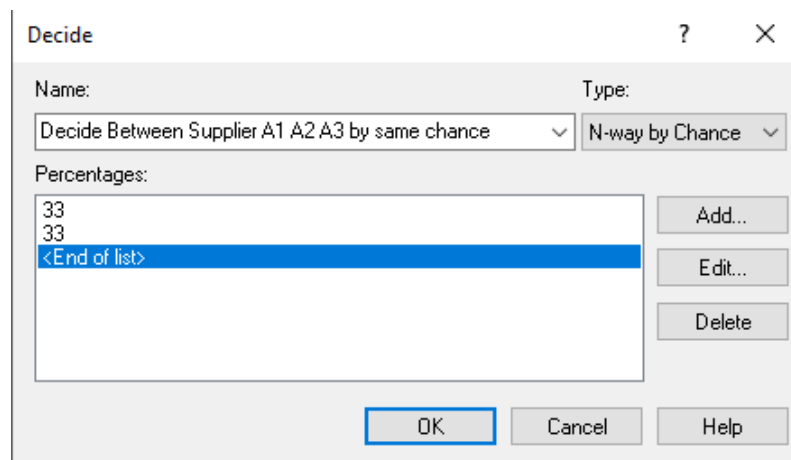 Decide ?
Name: Type:
Decide Between Supplier A1 A2 A3 by same chance N-way by Chance
Percentages:
33
33
<End of list>
Add...
Edit...
Delete
OK Cancel Help